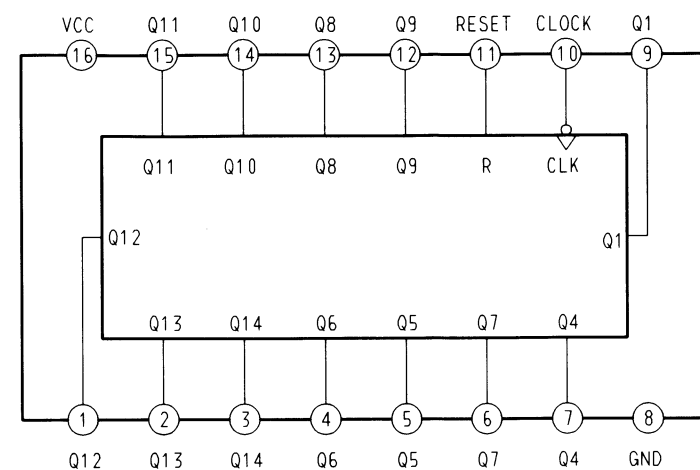 VCC Q11 Q10 Q8 Q9 RESET CLOCK Q1
16 15 14 13 12 11 10 9
Q11 Q10 Q8 Q9 R CLK
Q12 Q1
Q13 Q14 Q6 Q5 Q7 Q4
1 2 3 4 5 6 7 8
Q12 Q13 Q14 Q6 Q5 Q7 Q4 GND